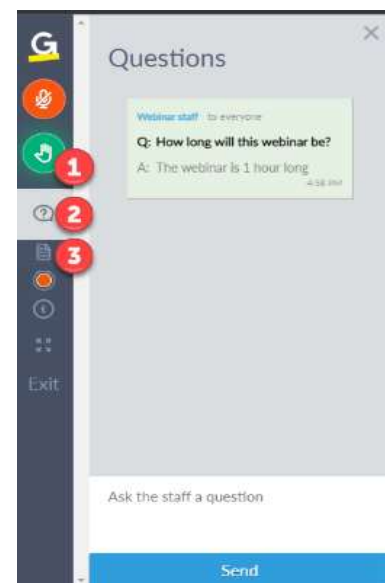 G
Questions
Webinar staff to everyone
Q: How long will this webinar be?
A: The webinar is 1 hour long
4:58 PM
1
2
3
Exit
Ask the staff a question
Send